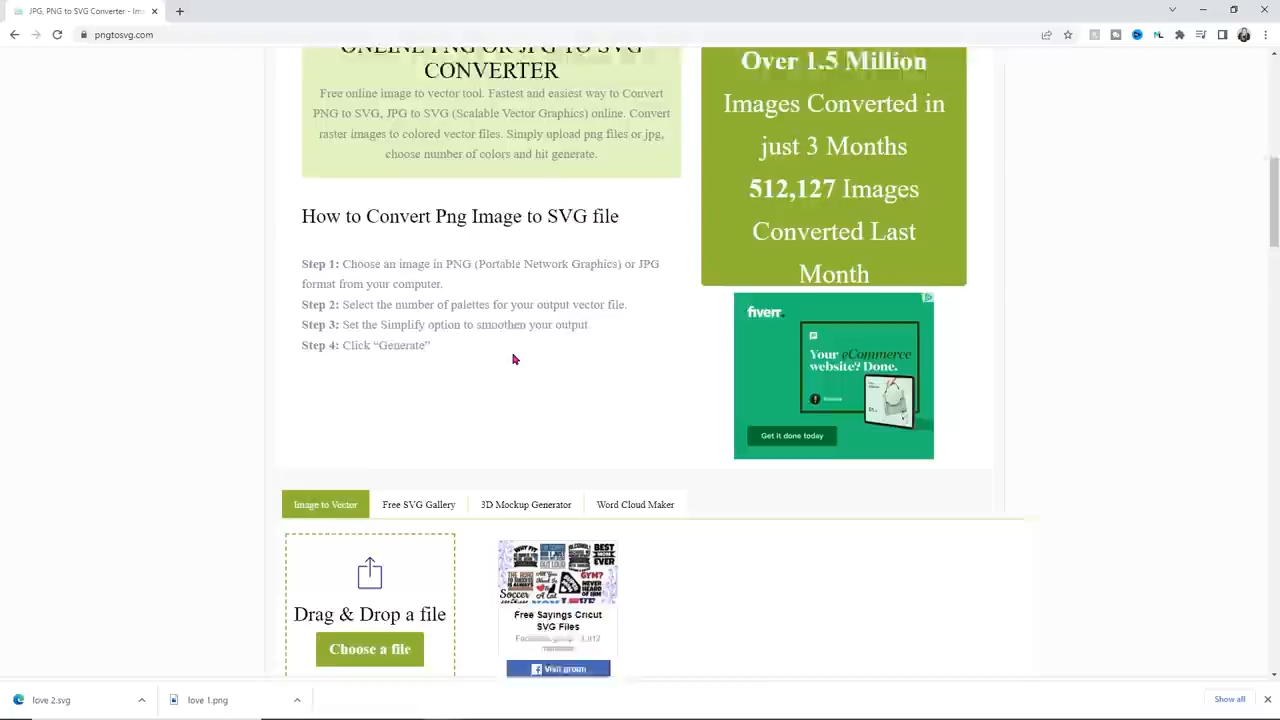 JPG, PNG to SVG Converter - Im
pngtosvg.com
ONLINE PNG OR JPG TO SVG
CONVERTER
Free online image to vector tool. Fastest and easiest way to Convert
PNG to SVG, JPG to SVG (Scalable Vector Graphics) online. Convert
raster images to colored vector files. Simply upload png files or jpg,
choose number of colors and hit generate.
Over 1.5 Million
Images Converted in
just 3 Months
512,127 Images
Converted Last
Month
How to Convert Png Image to SVG file
Step 1: Choose an image in PNG (Portable Network Graphics) or JPG
format from your computer.
Step 2: Select the number of palettes for your output vector file.
Step 3: Set the Simplify option to smoothen your output
Step 4: Click “Generate”
fiverr.
Your eCommerce
website? Done.
Get it done today
Image to Vector
Free SVG Gallery
3D Mockup Generator
Word Cloud Maker
Drag & Drop a file
Choose a file
BEST
EVER
GYM?
NEVER
HEARD
OF HIM
Soccer
Free Sayings Cricut
SVG Files
Visit group
love 2.svg
love 1.png
Show all